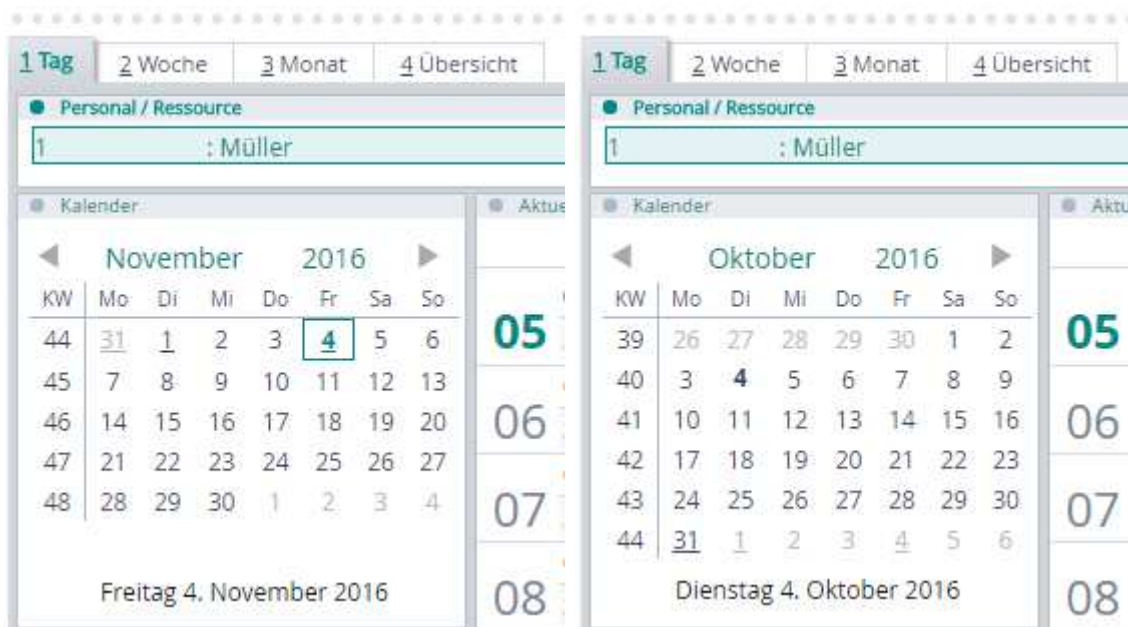 1 Tag 2 Woche 3 Monat 4 Übersicht
Personal / Ressource
1 : Müller
Kalender
November 2016
KW Mo Di Mi Do Fr Sa So
44 31 1 2 3 4 5 6
45 7 8 9 10 11 12 13
46 14 15 16 17 18 19 20
47 21 22 23 24 25 26 27
48 28 29 30 1 2 3 4
Freitag 4. November 2016
Aktue
05
06
07
08
1 Tag 2 Woche 3 Monat 4 Übersicht
Personal / Ressource
1 : Müller
Kalender
Oktober 2016
KW Mo Di Mi Do Fr Sa So
39 26 27 28 29 30 1 2
40 3 4 5 6 7 8 9
41 10 11 12 13 14 15 16
42 17 18 19 20 21 22 23
43 24 25 26 27 28 29 30
44 31 1 2 3 4 5 6
Dienstag 4. Oktober 2016
Aktu
05
06
07
08